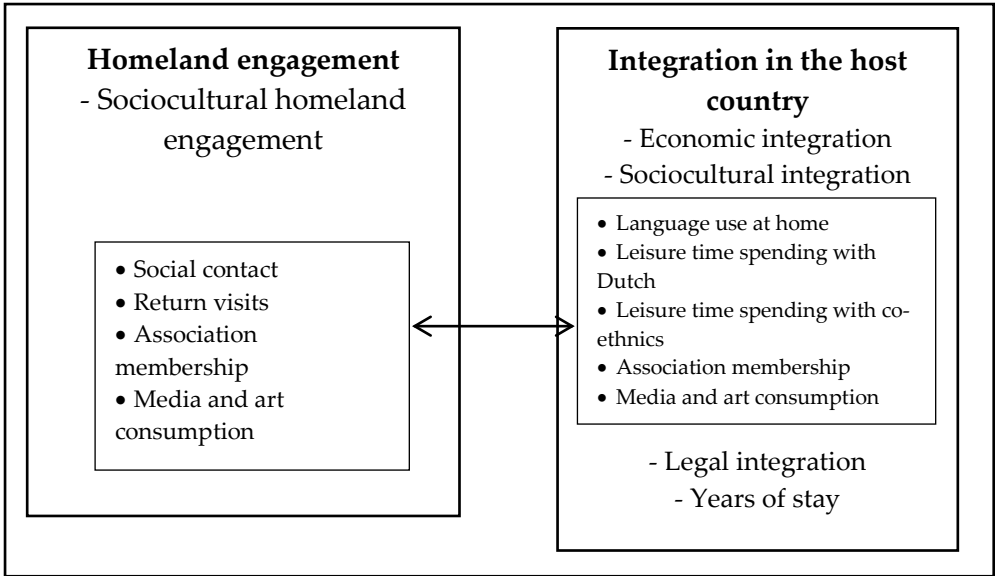 Homeland engagement
- Sociocultural homeland
engagement
• Social contact
• Return visits
• Association
membership
• Media and art
consumption
Integration in the host
country
- Economic integration
- Sociocultural integration
• Language use at home
• Leisure time spending with
Dutch
• Leisure time spending with co-
ethnics
• Association membership
• Media and art consumption
- Legal integration
- Years of stay